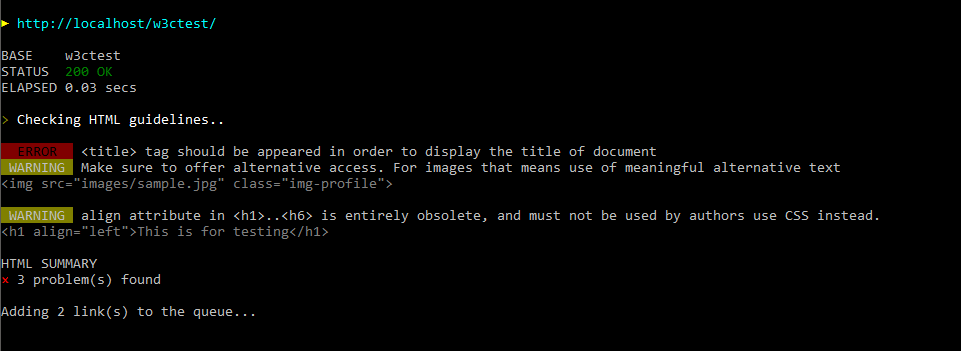 ► http://localhost/w3ctest/
BASE    w3ctest
STATUS  200 OK
ELAPSED 0.03 secs
> Checking HTML guidelines..
ERROR   <title> tag should be appeared in order to display the title of document
WARNING  Make sure to offer alternative access. For images that means use of meaningful alternative text
<img src="images/sample.jpg" class="img-profile">
WARNING  align attribute in <h1>..<h6> is entirely obsolete, and must not be used by authors use CSS instead.
<h1 align="left">This is for testing</h1>
HTML SUMMARY
× 3 problem(s) found
Adding 2 link(s) to the queue...